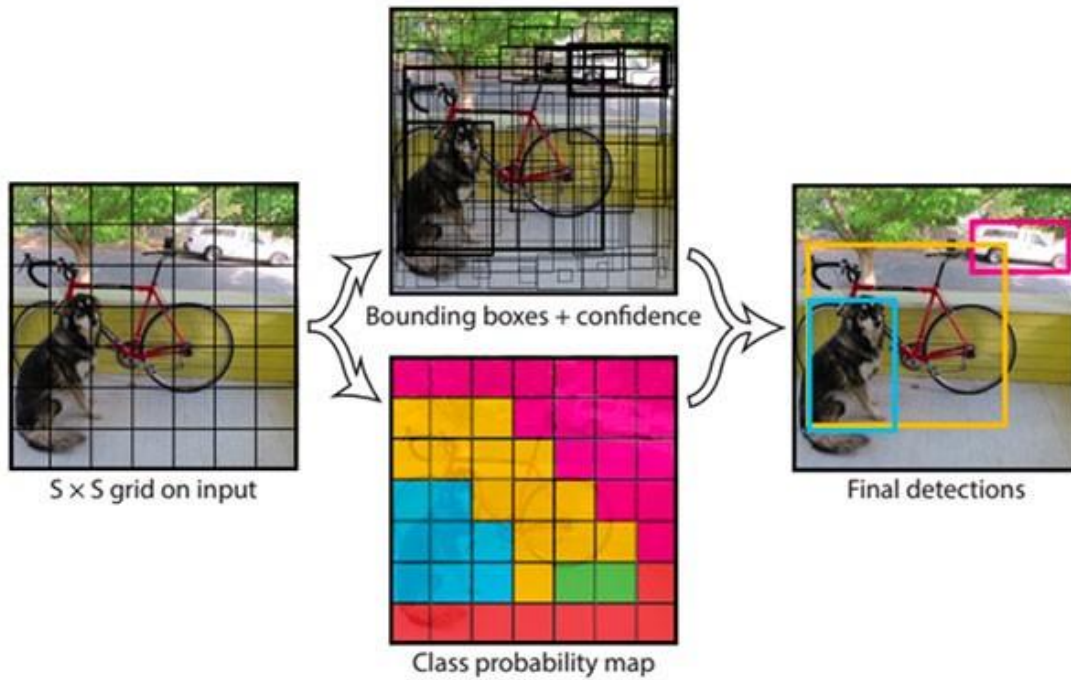 Bounding boxes + confidence
S × S grid on input
Final detections
Class probability map